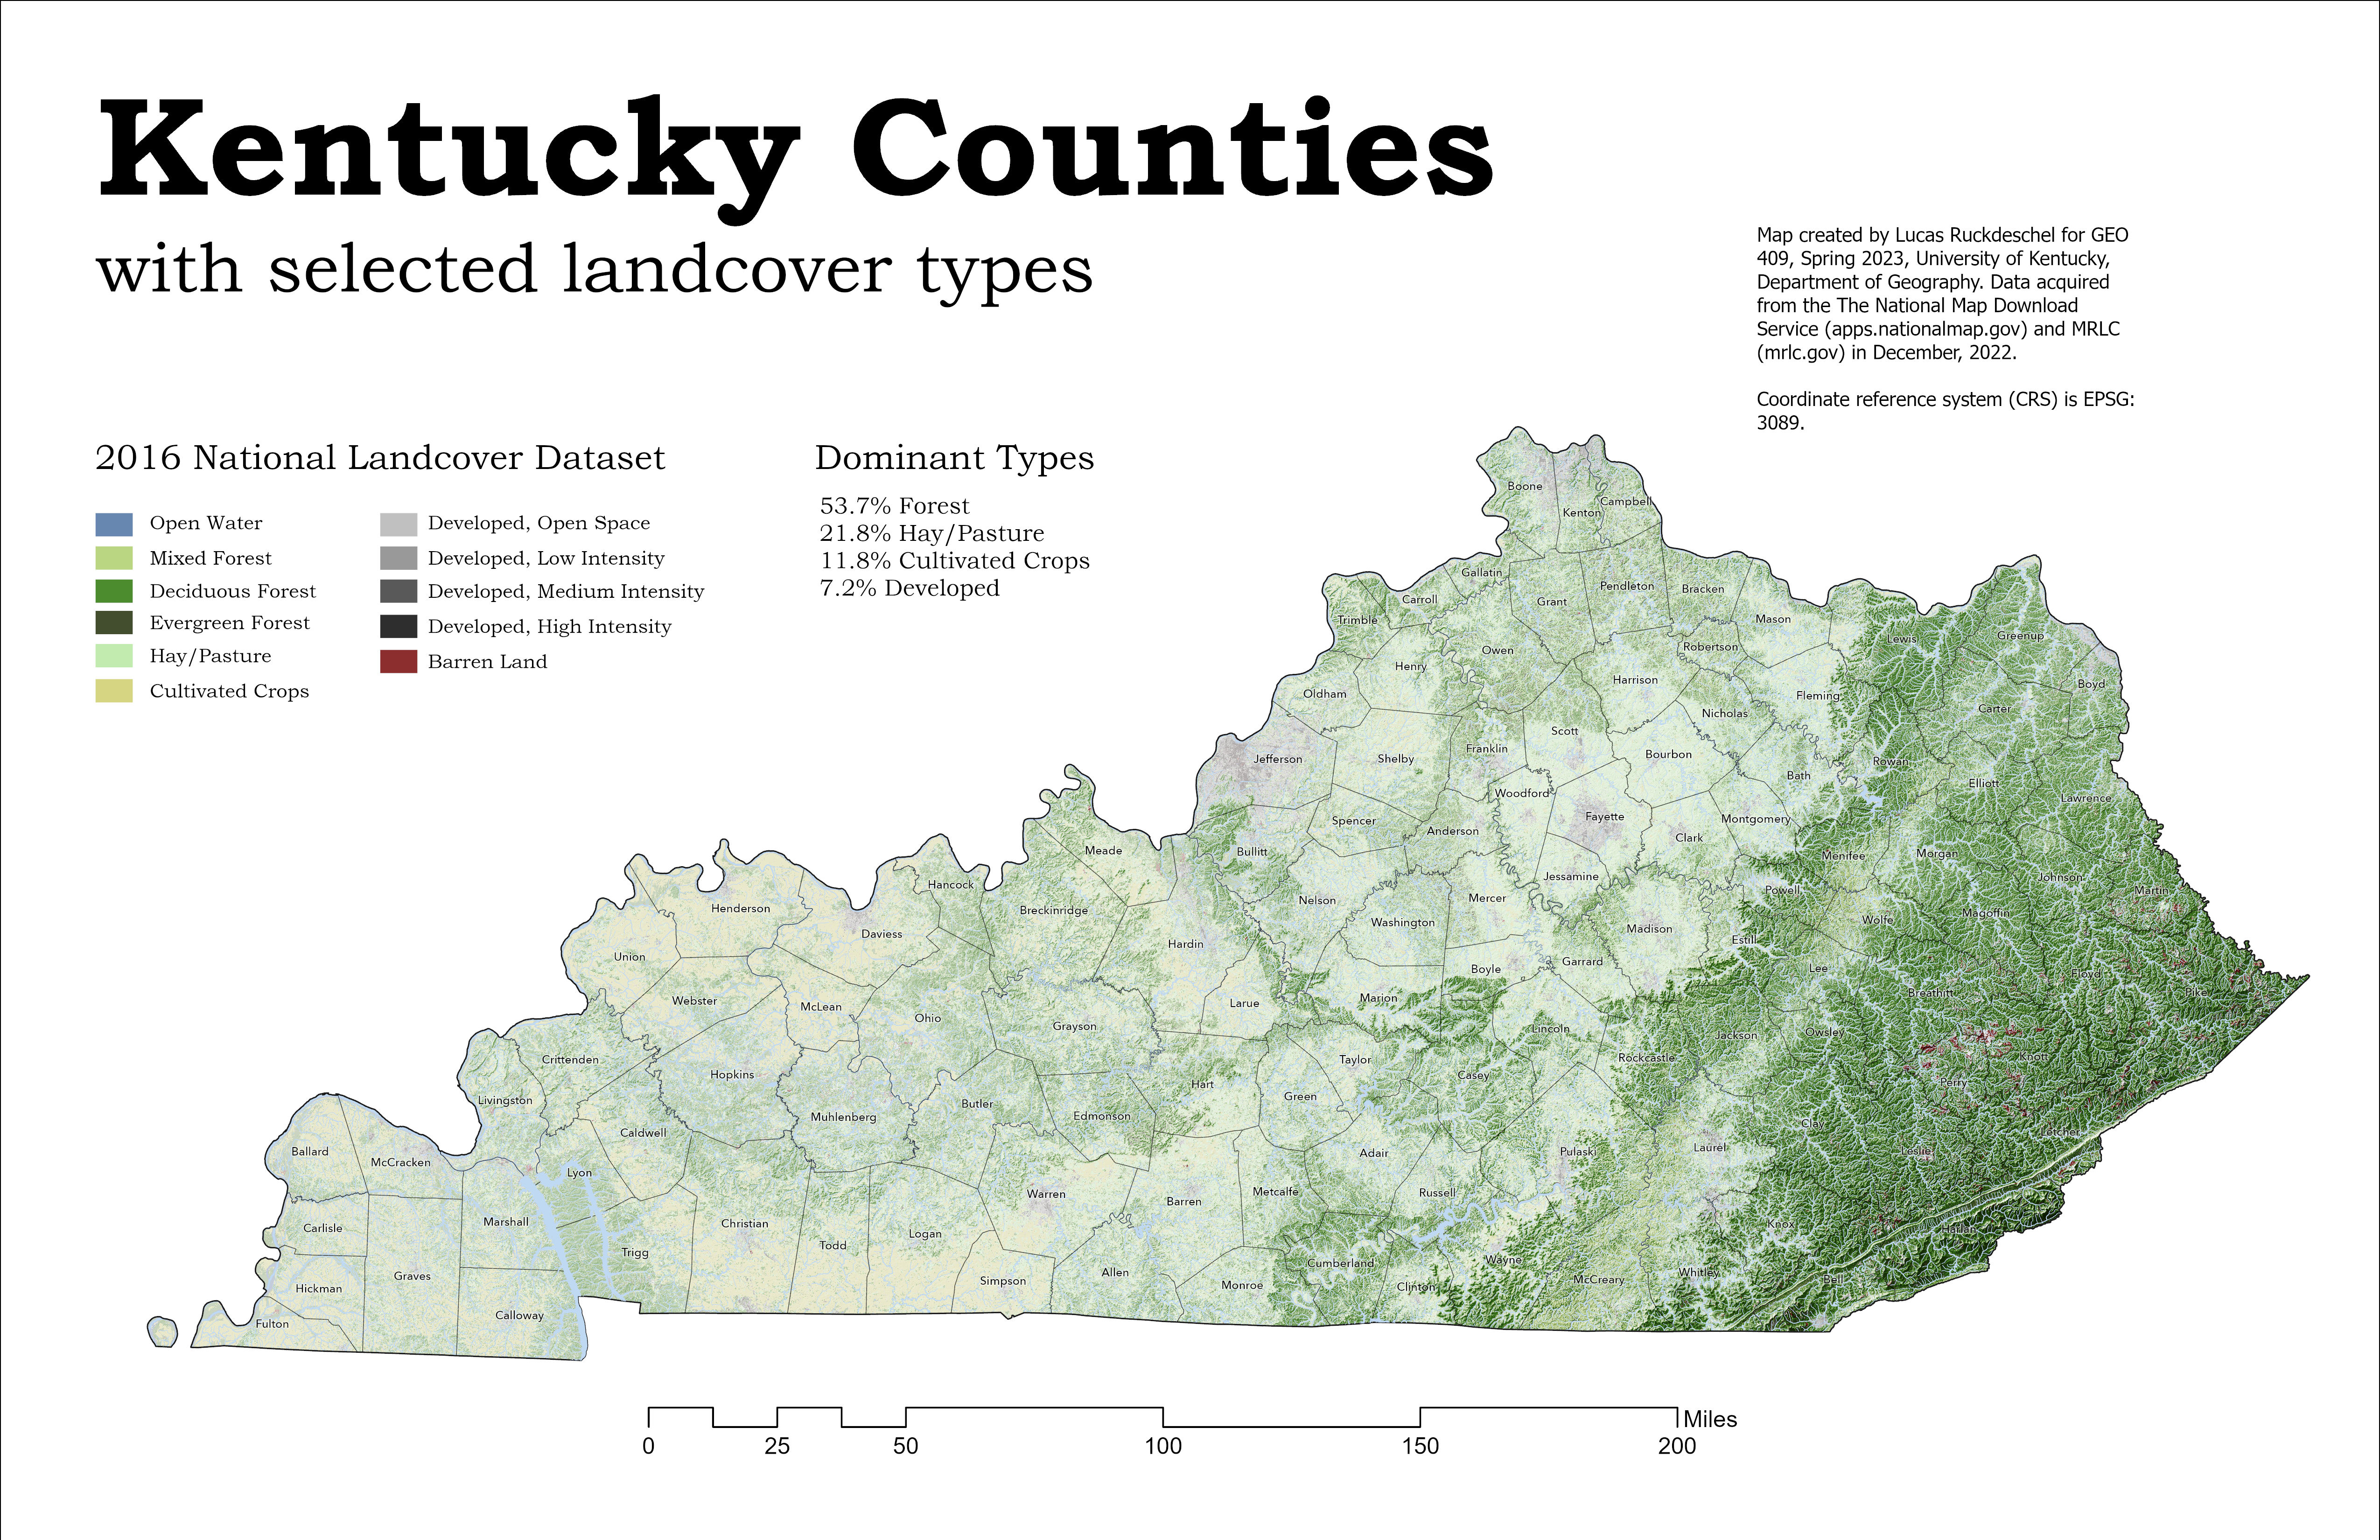 Kentucky Counties
with selected landcover types
Map created by Lucas Ruckdeschel for GEO
409, Spring 2023, University of Kentucky,
Department of Geography. Data acquired
from the The National Map Download
Service (apps.nationalmap.gov) and MRLC
(mrlc.gov) in December, 2022.
Coordinate reference system (CRS) is EPSG:
3089.
2016 National Landcover Dataset
Open Water
Mixed Forest
Deciduous Forest
Evergreen Forest
Hay/Pasture
Cultivated Crops
Developed, Open Space
Developed, Low Intensity
Developed, Medium Intensity
Developed, High Intensity
Barren Land
Dominant Types
53.7% Forest
21.8% Hay/Pasture
11.8% Cultivated Crops
7.2% Developed
Boone
Campbell
Kenton
Gallatin
Carroll
Grant
Pendleton
Bracken
Trimble
Mason
Lewis
Greenup
Owen
Robertson
Henry
Harrison
Boyd
Oldham
Fleming
Carter
Nicholas
Scott
Franklin
Bourbon
Jefferson
Shelby
Rowan
Bath
Elliott
Woodford
Lawrence
Fayette
Spencer
Montgomery
Anderson
Clark
Meade
Bullitt
Menifee
Morgan
Hancock
Jessamine
Johnson
Powell
Martin
Nelson
Mercer
Henderson
Breckinridge
Magoffin
Washington
Wolfe
Daviess
Madison
Hardin
Estill
Union
Garrard
Boyle
Lee
Floyd
Breathitt
Pike
Webster
Marion
Larue
McLean
Ohio
Grayson
Lincoln
Owsley
Jackson
Crittenden
Taylor
Rockcastle
Knott
Hopkins
Casey
Hart
Perry
Livingston
Green
Butler
Muhlenberg
Edmonson
Clay
Caldwell
Letcher
Ballard
Laurel
Leslie
Pulaski
Adair
McCracken
Lyon
Metcalfe
Russell
Warren
Barren
Marshall
Christian
Knox
Carlisle
Harlan
Logan
Todd
Trigg
Wayne
Cumberland
Allen
Whitley
Graves
McCreary
Bell
Simpson
Monroe
Clinton
Hickman
Calloway
Fulton
Miles
0 25 50 100 150 200